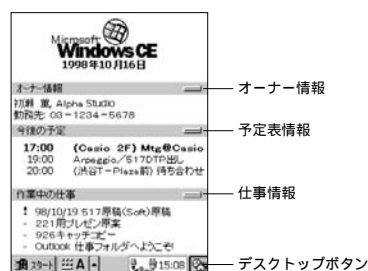 Microsoft
Windows CE
1998年10月16日
オーナー情報
オーナー情報
初瀬 薫, Alpha Studio
勤務先: 03-1234-5678
今後の予定
予定表情報
17:00 (Casio 2F) Mtg@Casio
19:00 Arpeggio/517DTP出し
20:00 (渋谷T-Plaza前) 待ち合わせ
作業中の仕事
仕事情報
! 98/10/19 517原稿(Soft)原稿
- 221用プレゼン原案
- 926キャッチコピー
- Outlook 仕事フォルダへようこそ!
スタート
A
15:08
デスクトップボタン